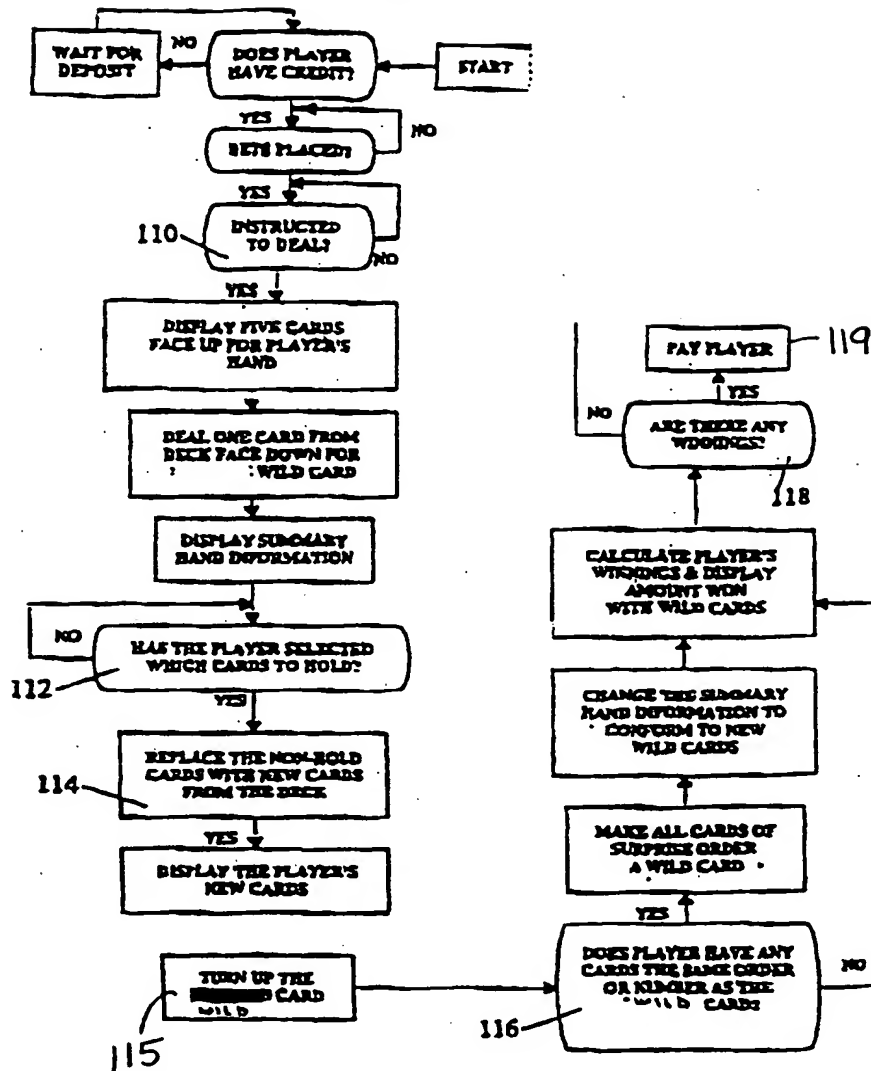 WAIT FOR
DEPOSIT
NO
DOES PLAYER
HAVE CREDIT?
START
YES
NO
BETS PLACED?
YES
110
INSTRUCTED
TO DEAL?
NO
YES
DISPLAY FIVE CARDS
FACE UP FOR PLAYER'S
HAND
DEAL ONE CARD FROM
DECK FACE DOWN FOR
WILD CARD
DISPLAY SUMMARY
HAND INFORMATION
NO
HAS THE PLAYER SELECTED
WHICH CARDS TO HOLD?
112
YES
REPLACE THE NON-HOLD
CARDS WITH NEW CARDS
FROM THE DECK
114
YES
DISPLAY THE PLAYER'S
NEW CARDS
TURN UP THE
CARD
WILD
115
PAY PLAYER
119
NO
YES
ARE THERE ANY
WINNINGS?
118
CALCULATE PLAYER'S
WINNINGS & DISPLAY
AMOUNT WON
WITH WILD CARDS
CHANGE THE SUMMARY
HAND INFORMATION TO
CONFORM TO NEW
WILD CARDS
MAKE ALL CARDS OF
SURPRISE ORDER
A WILD CARD
YES
DOES PLAYER HAVE ANY
CARDS THE SAME ORDER
OR NUMBER AS THE
WILD CARD?
NO
116